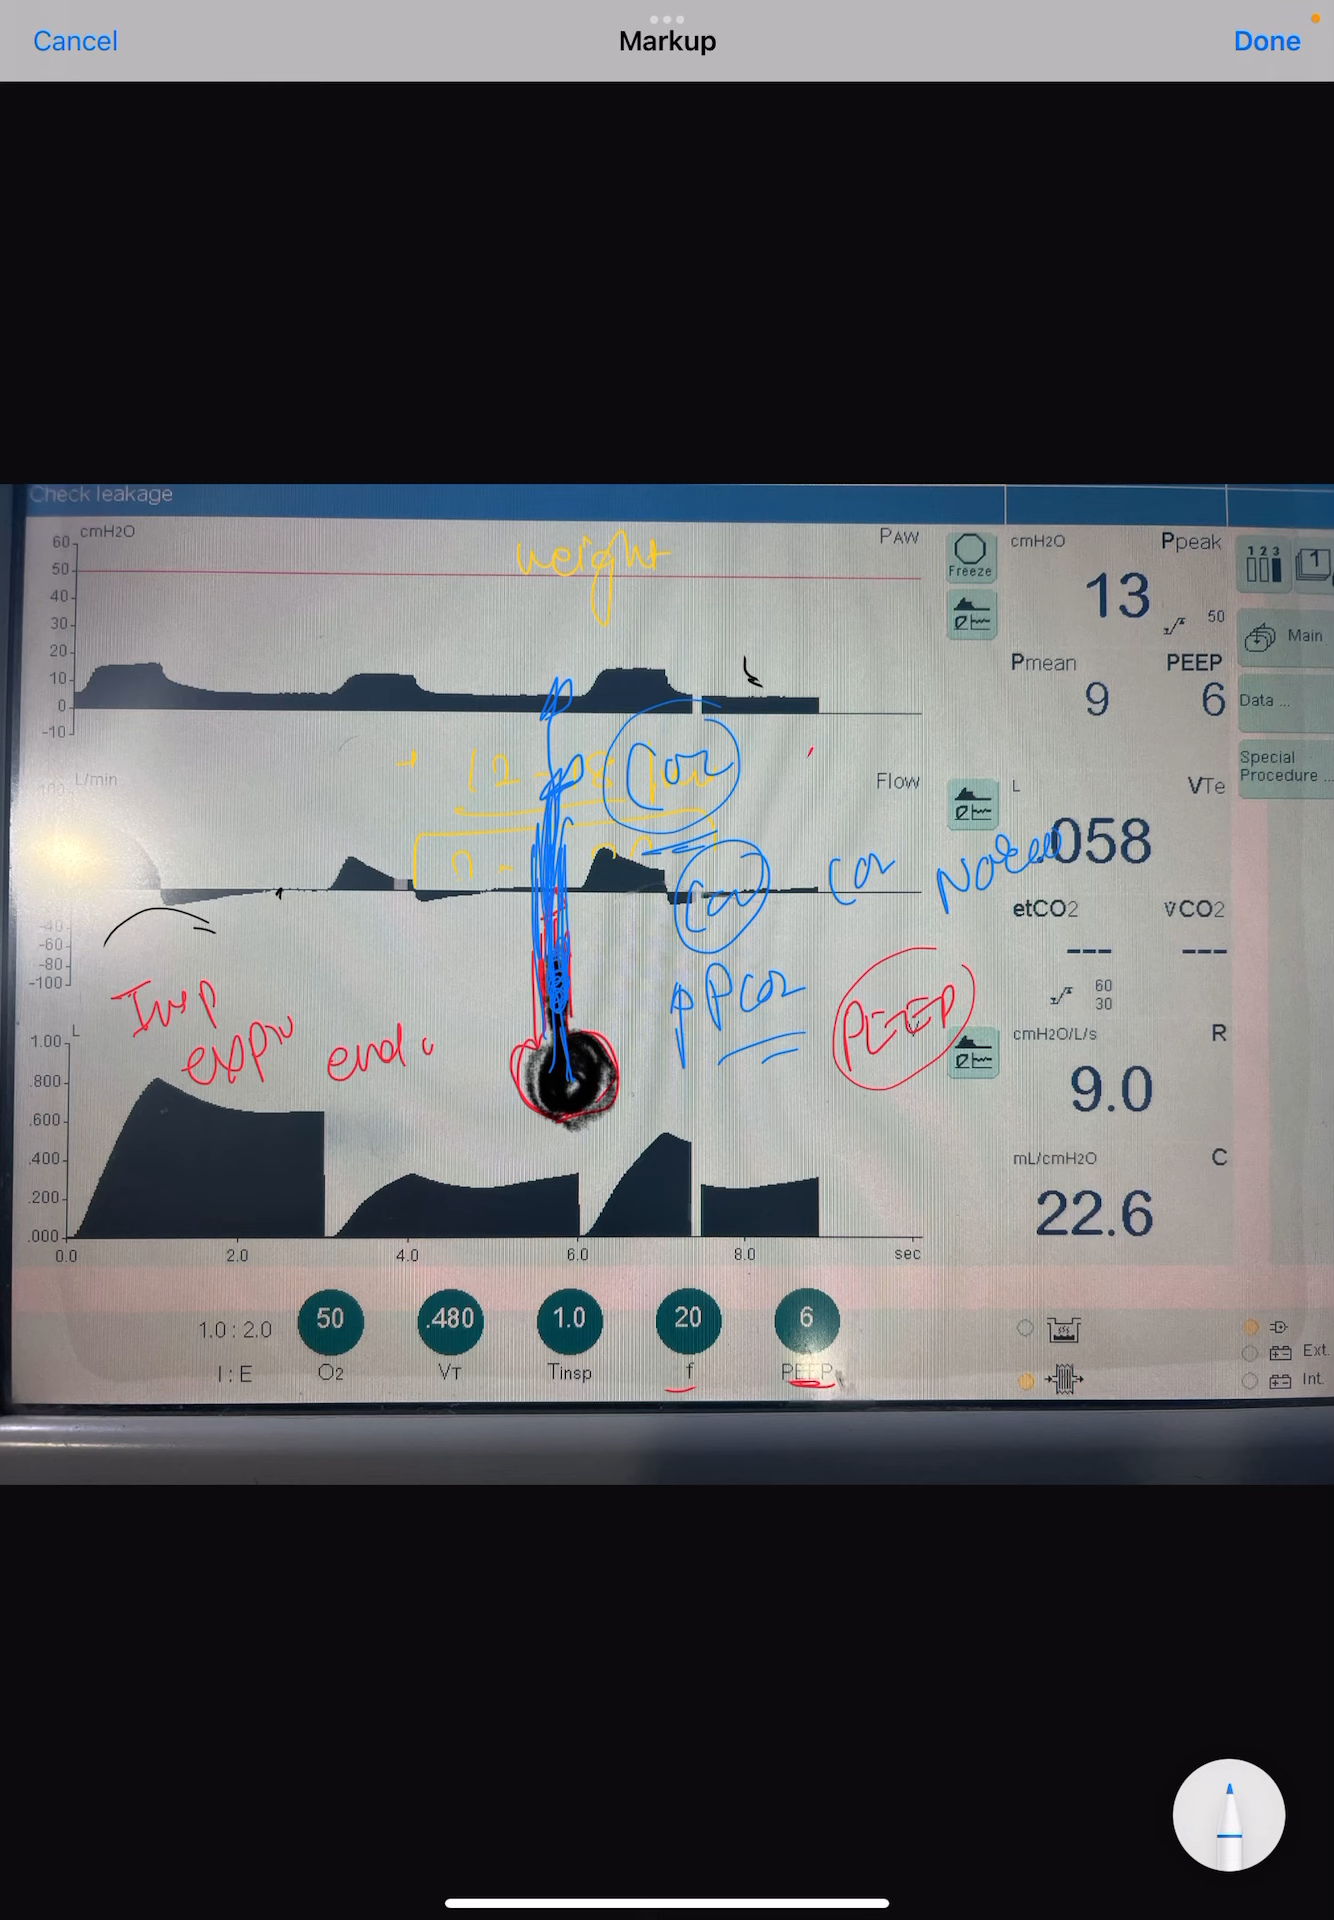 Cancel Markup Done
Check leakage
cmH2O PAW
60
50
40
30
20
10
0
-10
weight
Freeze
cmH2O Ppeak
13
50
Pmean PEEP
9 6
1 2 3 1
Main
Data ...
Special
Procedure ...
L/min Flow
L VTe
.058
-40
-60
-80
-100
etCO2 V̇CO2
--- ---
60
30
Insp
end
PEEP
L
1.00
.800
.600
.400
.200
.000
0.0 2.0 4.0 6.0 8.0 sec
cmH2O/L/s R
9.0
mL/cmH2O C
22.6
1.0 : 2.0 50 .480 1.0 20 6
I : E O2 VT Tinsp f PEEP
Ext.
Int.